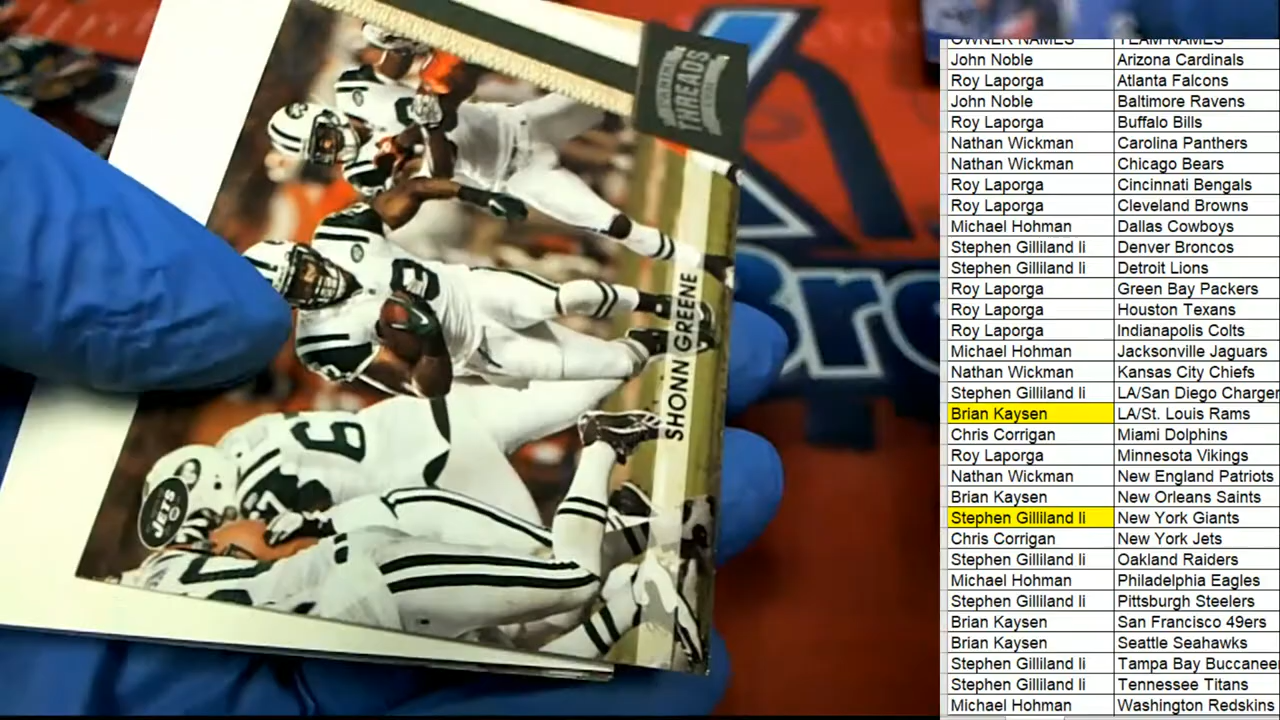 THREADS
SHONN GREENE
JETS
Bre
OWNER NAMES TEAM NAMES
John Noble Arizona Cardinals
Roy Laporga Atlanta Falcons
John Noble Baltimore Ravens
Roy Laporga Buffalo Bills
Nathan Wickman Carolina Panthers
Nathan Wickman Chicago Bears
Roy Laporga Cincinnati Bengals
Roy Laporga Cleveland Browns
Michael Hohman Dallas Cowboys
Stephen Gilliland Ii Denver Broncos
Stephen Gilliland Ii Detroit Lions
Roy Laporga Green Bay Packers
Roy Laporga Houston Texans
Roy Laporga Indianapolis Colts
Michael Hohman Jacksonville Jaguars
Nathan Wickman Kansas City Chiefs
Stephen Gilliland Ii LA/San Diego Charger
Brian Kaysen LA/St. Louis Rams
Chris Corrigan Miami Dolphins
Roy Laporga Minnesota Vikings
Nathan Wickman New England Patriots
Brian Kaysen New Orleans Saints
Stephen Gilliland Ii New York Giants
Chris Corrigan New York Jets
Stephen Gilliland Ii Oakland Raiders
Michael Hohman Philadelphia Eagles
Stephen Gilliland Ii Pittsburgh Steelers
Brian Kaysen San Francisco 49ers
Brian Kaysen Seattle Seahawks
Stephen Gilliland Ii Tampa Bay Buccanee
Stephen Gilliland Ii Tennessee Titans
Michael Hohman Washington Redskins